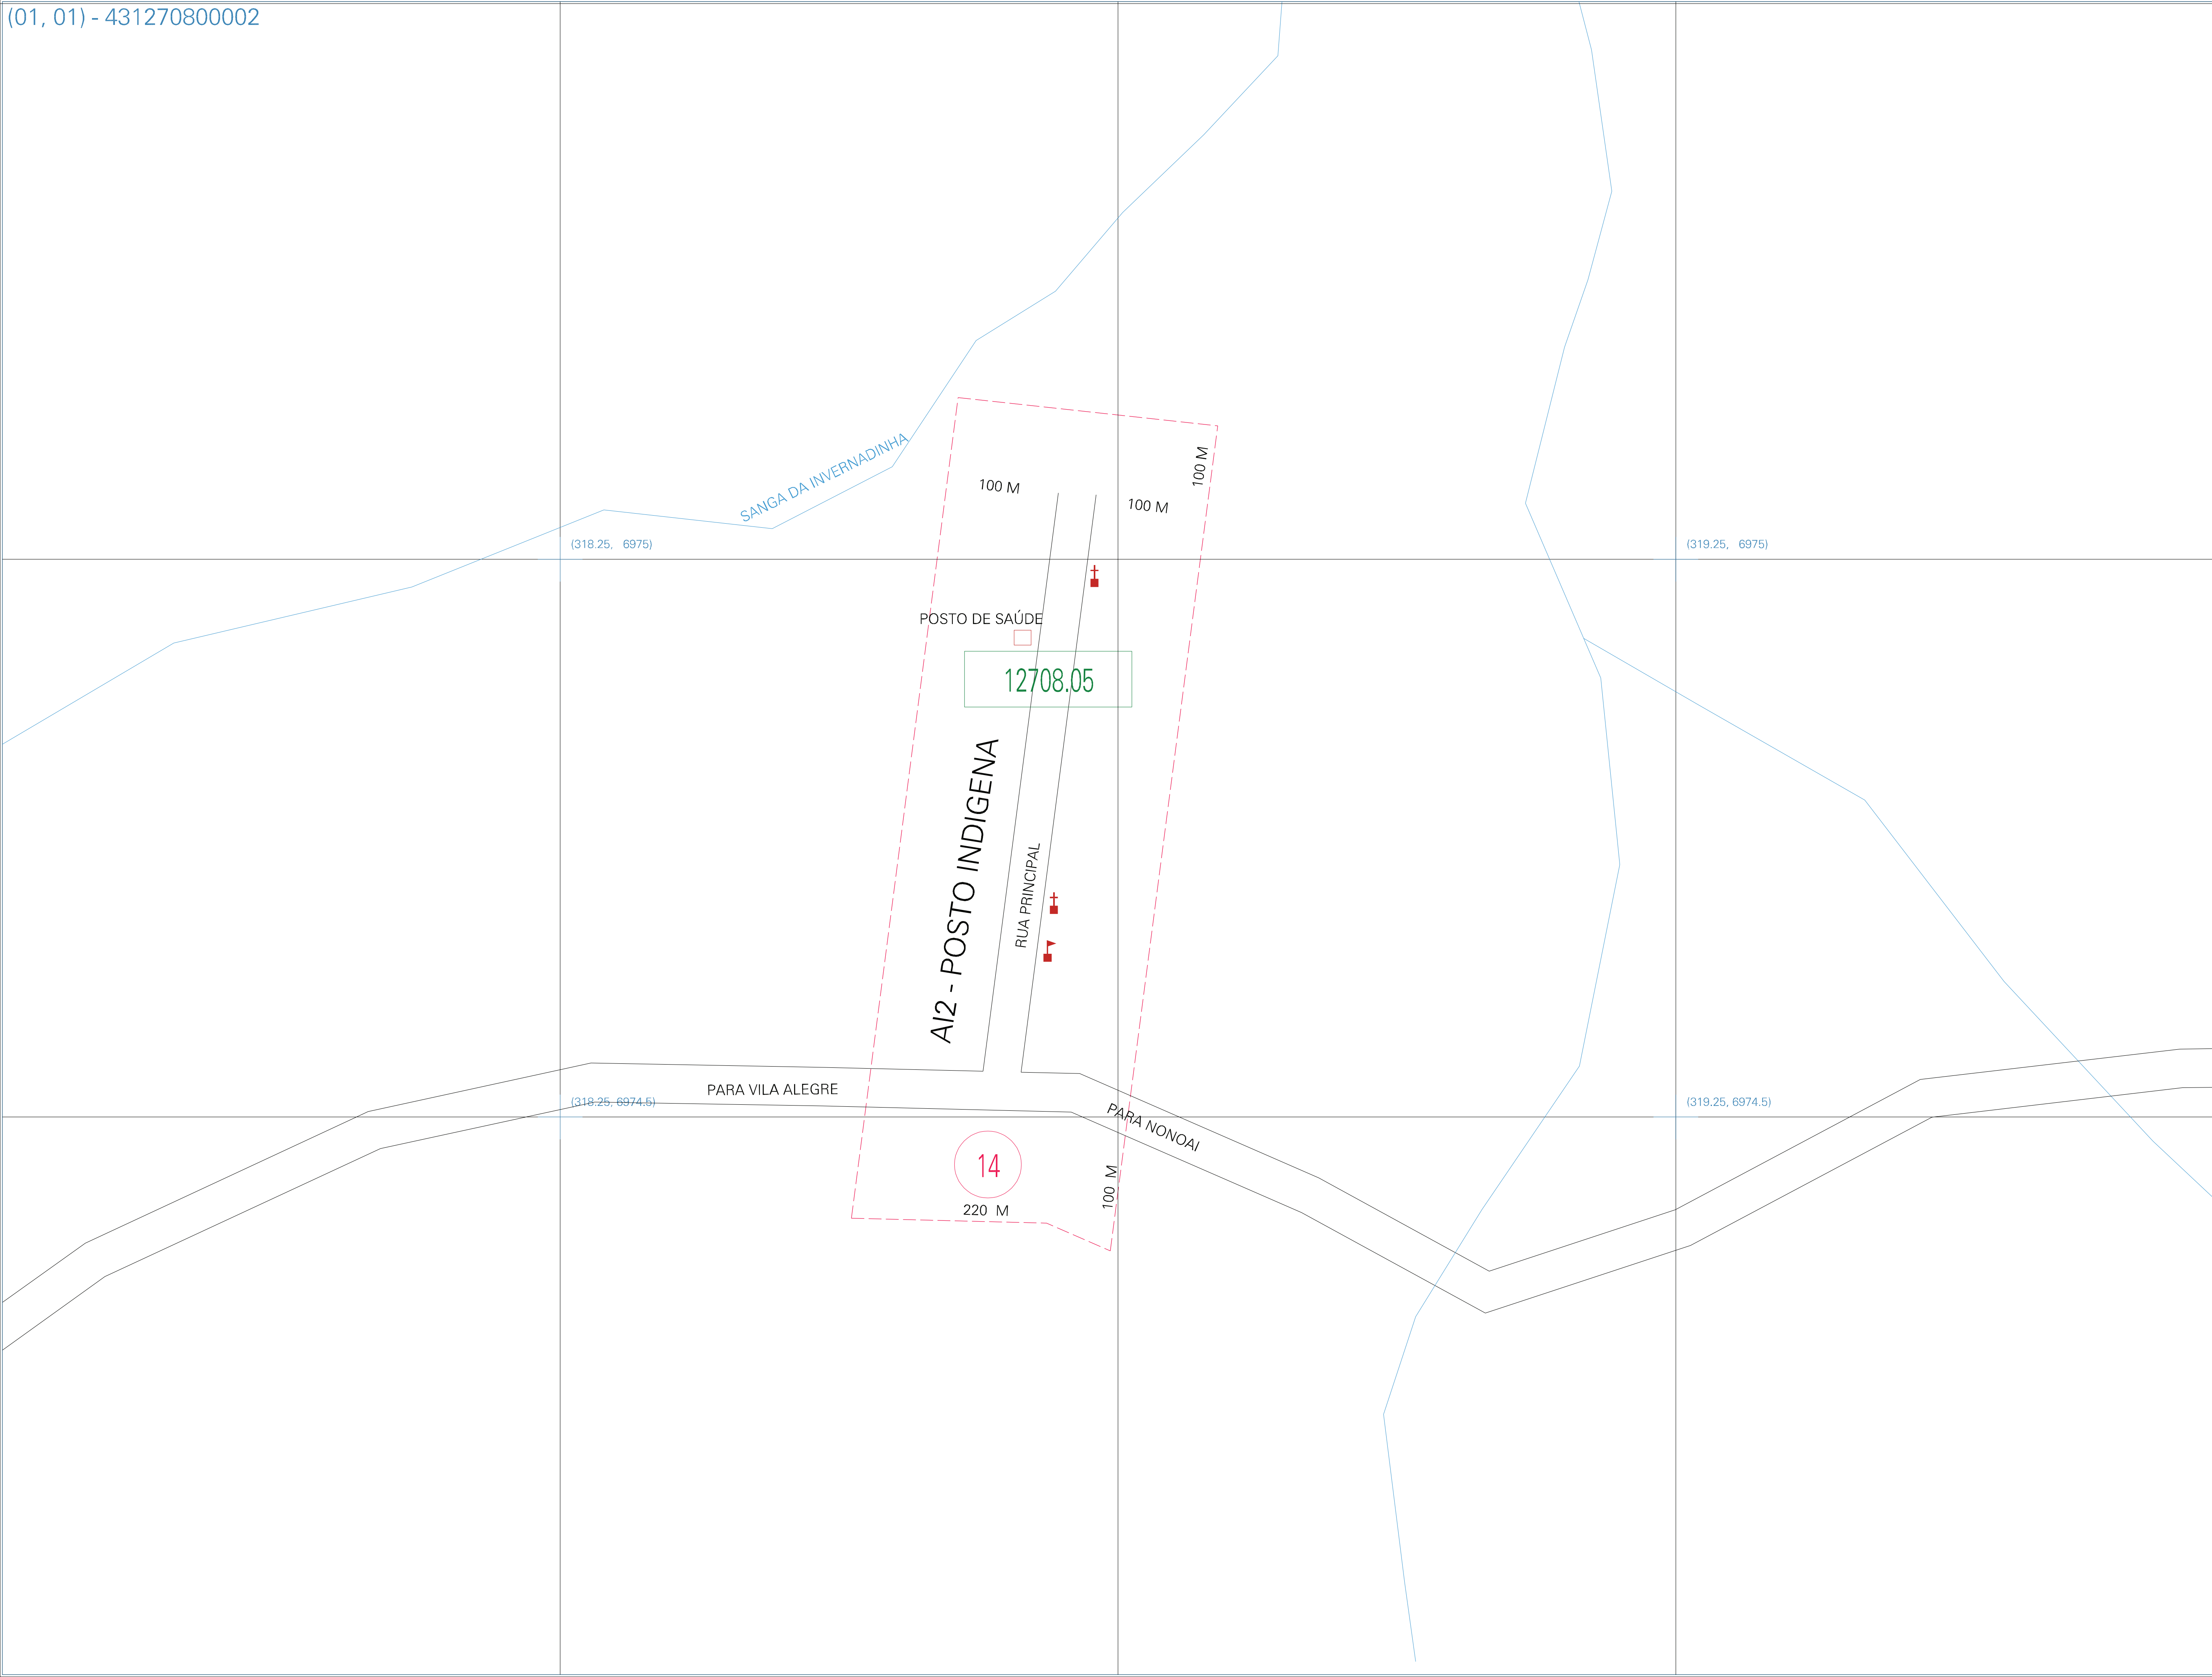 (01, 01) - 431270800002
SANGA DA INVERNADINHA
100 M
100 M
100 M
(318.25, 6975)
(319.25, 6975)
POSTO DE SAÚDE
12708.05
AI2 - POSTO INDIGENA
RUA PRINCIPAL
PARA VILA ALEGRE
(318.25, 6974.5)
PARA NONOAI
(319.25, 6974.5)
14
100 M
220 M